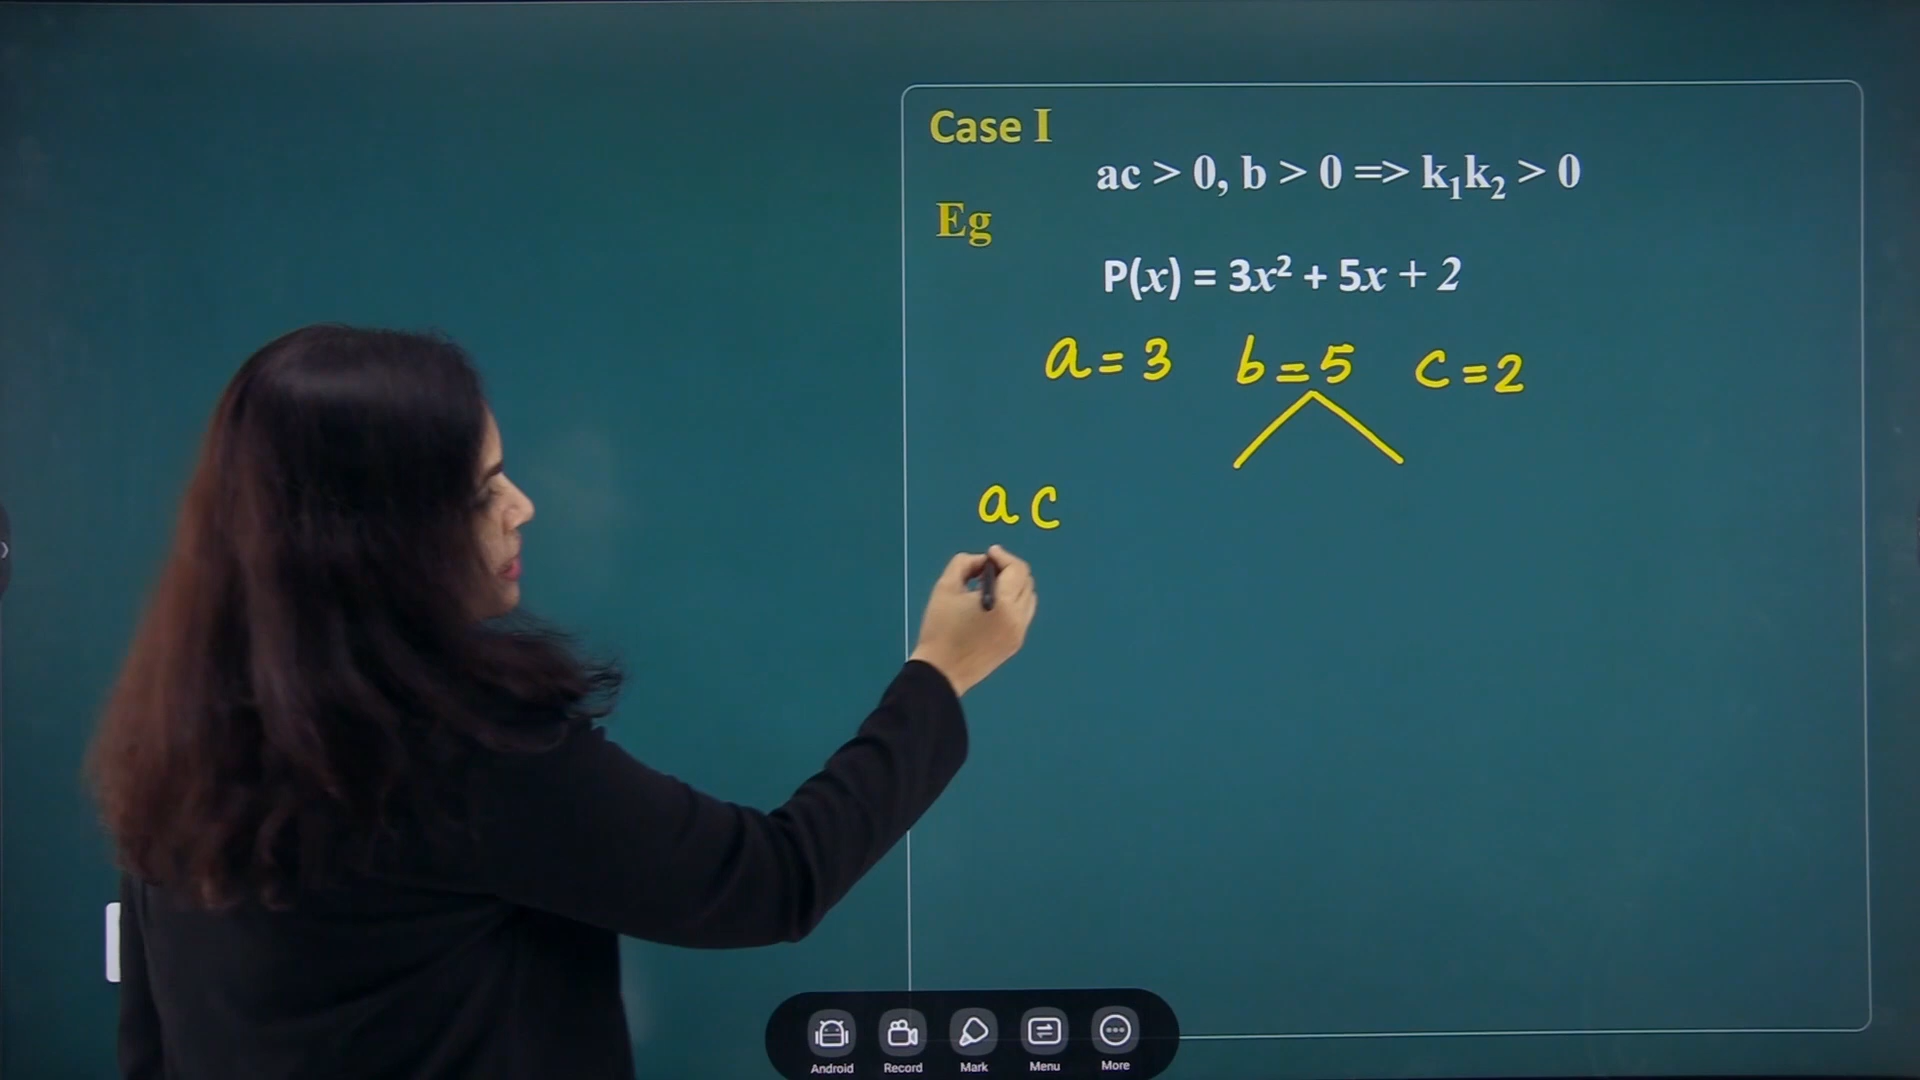 Case I
ac > 0, b > 0 => k₁k₂ > 0
Eg
P(x) = 3x² + 5x + 2
a = 3 b = 5 c = 2
a c
Android Record Mark Menu More